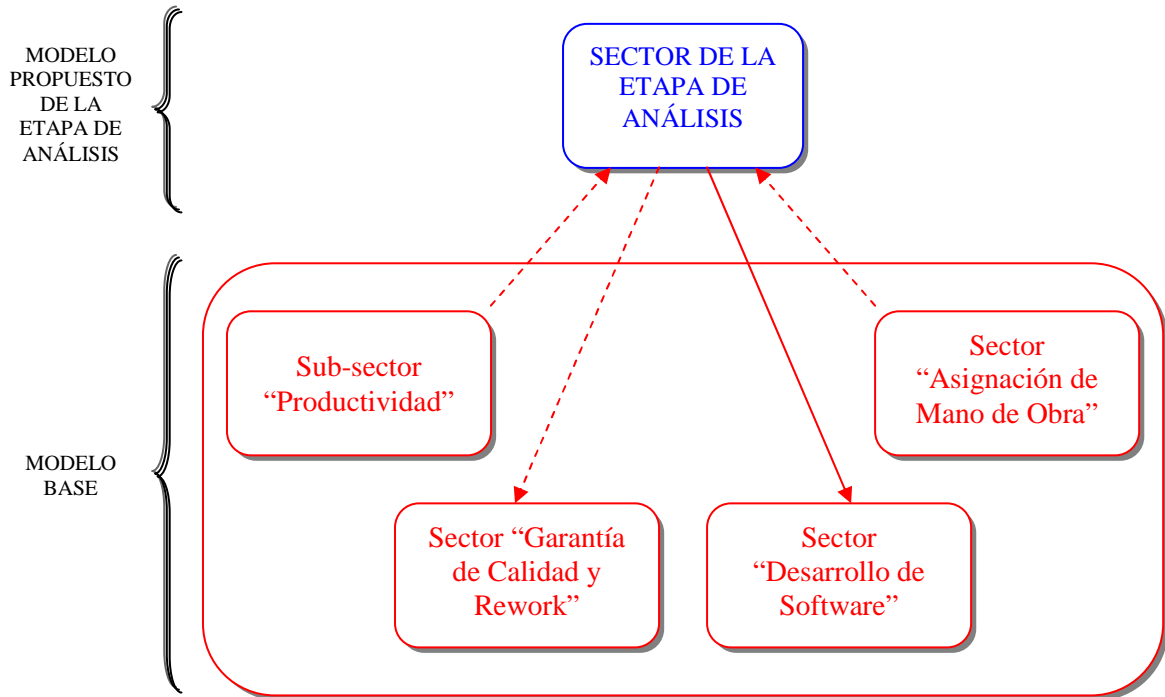 MODELO
PROPUESTO
DE LA
ETAPA DE
ANÁLISIS
SECTOR DE LA
ETAPA DE
ANÁLISIS
MODELO
BASE
Sub-sector
“Productividad”
Sector
“Asignación de
Mano de Obra”
Sector “Garantía
de Calidad y
Rework”
Sector
“Desarrollo de
Software”